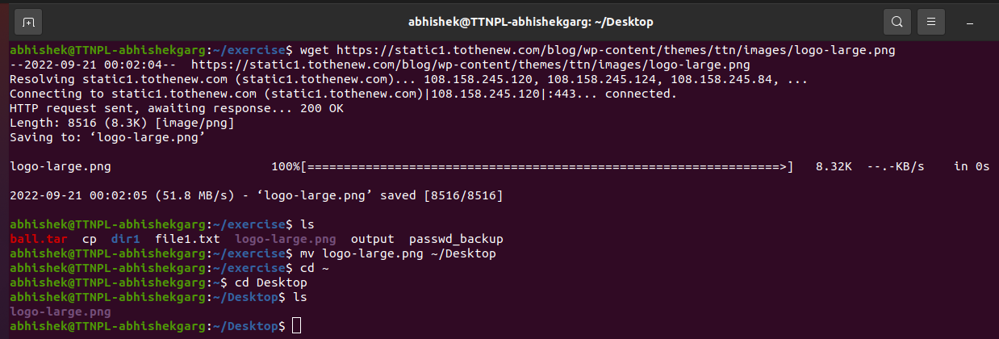 abhishek@TTNPL-abhishekgarg: ~/Desktop
abhishek@TTNPL-abhishekgarg:~/exercise$ wget https://static1.tothenew.com/blog/wp-content/themes/ttn/images/logo-large.png
--2022-09-21 00:02:04--  https://static1.tothenew.com/blog/wp-content/themes/ttn/images/logo-large.png
Resolving static1.tothenew.com (static1.tothenew.com)... 108.158.245.120, 108.158.245.124, 108.158.245.84, ...
Connecting to static1.tothenew.com (static1.tothenew.com)|108.158.245.120|:443... connected.
HTTP request sent, awaiting response... 200 OK
Length: 8516 (8.3K) [image/png]
Saving to: ‘logo-large.png’
logo-large.png                      100%[=================================================================>]   8.32K  --.-KB/s    in 0s
2022-09-21 00:02:05 (51.8 MB/s) - ‘logo-large.png’ saved [8516/8516]
abhishek@TTNPL-abhishekgarg:~/exercise$ ls
ball.tar  cp  dir1  file1.txt  logo-large.png  output  passwd_backup
abhishek@TTNPL-abhishekgarg:~/exercise$ mv logo-large.png ~/Desktop
abhishek@TTNPL-abhishekgarg:~/exercise$ cd ~
abhishek@TTNPL-abhishekgarg:~$ cd Desktop
abhishek@TTNPL-abhishekgarg:~/Desktop$ ls
logo-large.png
abhishek@TTNPL-abhishekgarg:~/Desktop$